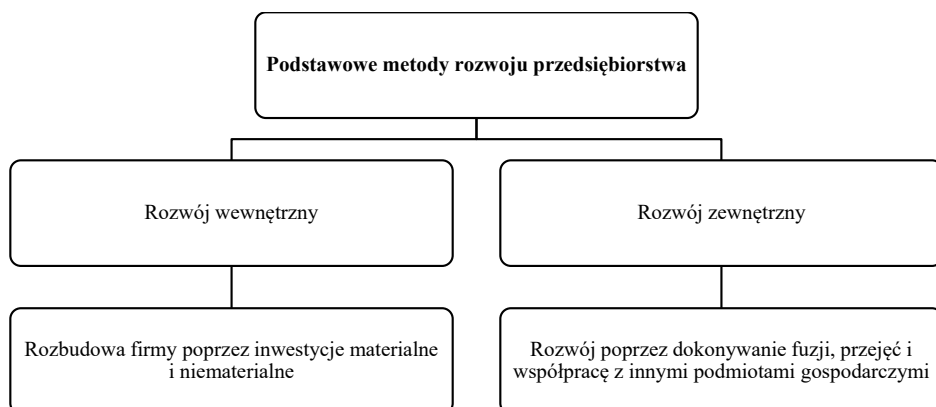 Podstawowe metody rozwoju przedsiębiorstwa
Rozwój wewnętrzny
Rozwój zewnętrzny
Rozbudowa firmy poprzez inwestycje materialne
i niematerialne
Rozwój poprzez dokonywanie fuzji, przejęć i
współpracę z innymi podmiotami gospodarczymi